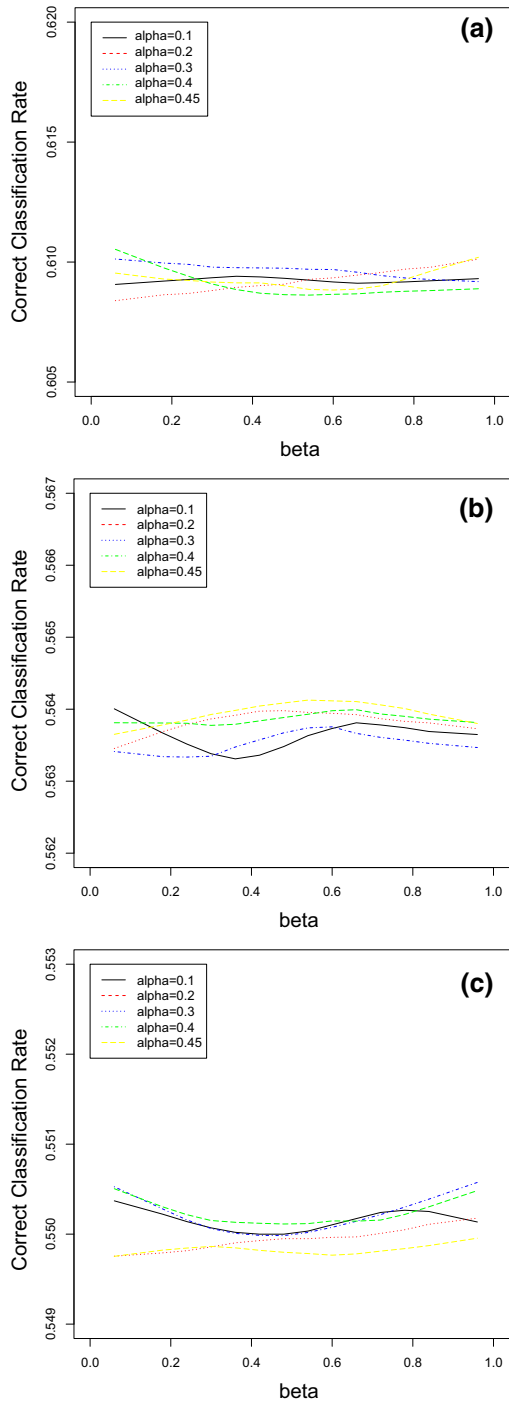 (a)
alpha=0.1
alpha=0.2
alpha=0.3
alpha=0.4
alpha=0.45
Correct Classification Rate
0.620
0.615
0.610
0.605
0.0 0.2 0.4 0.6 0.8 1.0
beta
(b)
alpha=0.1
alpha=0.2
alpha=0.3
alpha=0.4
alpha=0.45
Correct Classification Rate
0.567
0.566
0.565
0.564
0.563
0.562
0.0 0.2 0.4 0.6 0.8 1.0
beta
(c)
alpha=0.1
alpha=0.2
alpha=0.3
alpha=0.4
alpha=0.45
Correct Classification Rate
0.553
0.552
0.551
0.550
0.549
0.0 0.2 0.4 0.6 0.8 1.0
beta